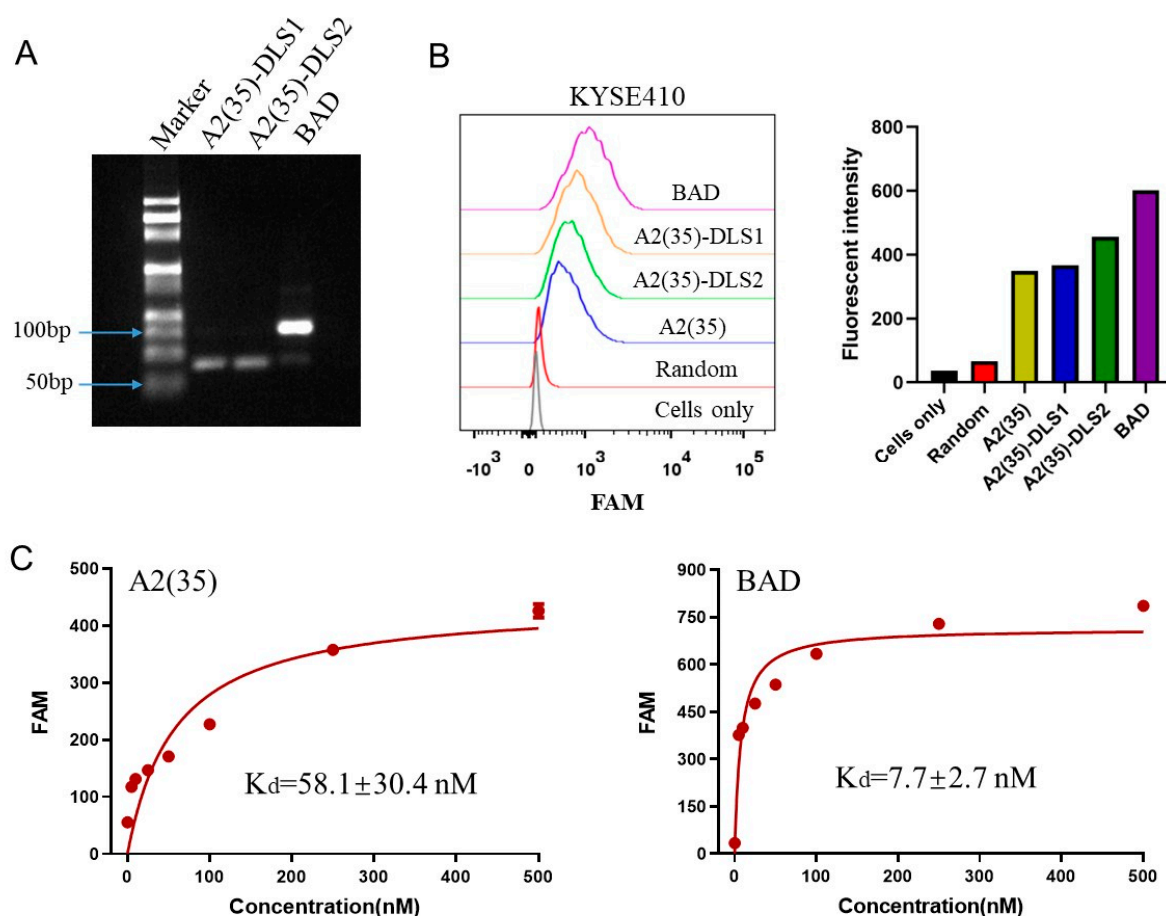 A
Marker
A2(35)-DLS1
A2(35)-DLS2
BAD
100bp
50bp
B
KYSE410
BAD
A2(35)-DLS1
A2(35)-DLS2
A2(35)
Random
Cells only
-10³ 0 10³ 10⁴ 10⁵
FAM
Fluorescent intensity
800
600
400
200
0
Cells only
Random
A2(35)
A2(35)-DLS1
A2(35)-DLS2
BAD
C
A2(35)
FAM
500
400
300
200
100
0
Kd=58.1±30.4 nM
0 100 200 300 400 500
Concentration(nM)
BAD
FAM
900
750
600
450
300
150
0
Kd=7.7±2.7 nM
0 100 200 300 400 500
Concentration(nM)